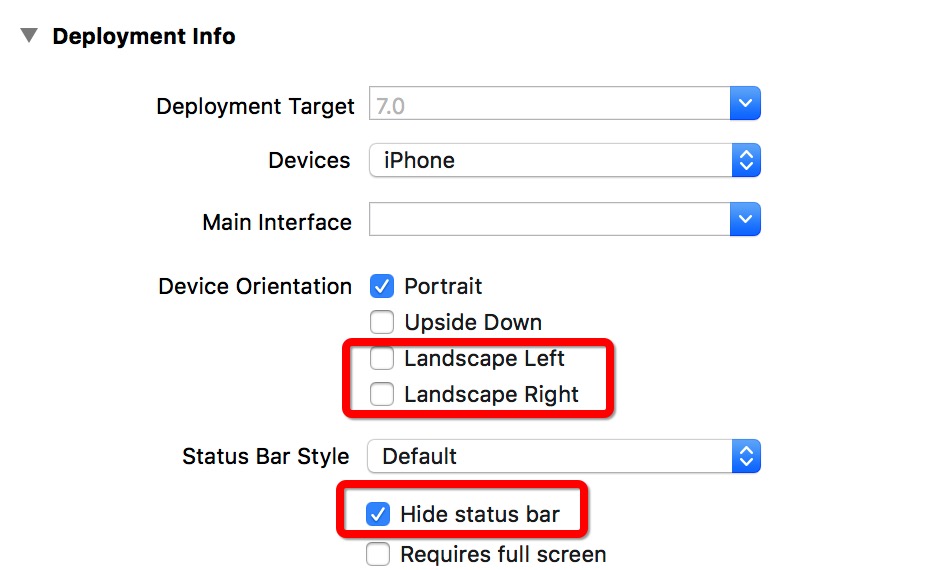 Deployment Info
Deployment Target 7.0
Devices iPhone
Main Interface
Device Orientation Portrait
Upside Down
Landscape Left
Landscape Right
Status Bar Style Default
Hide status bar
Requires full screen